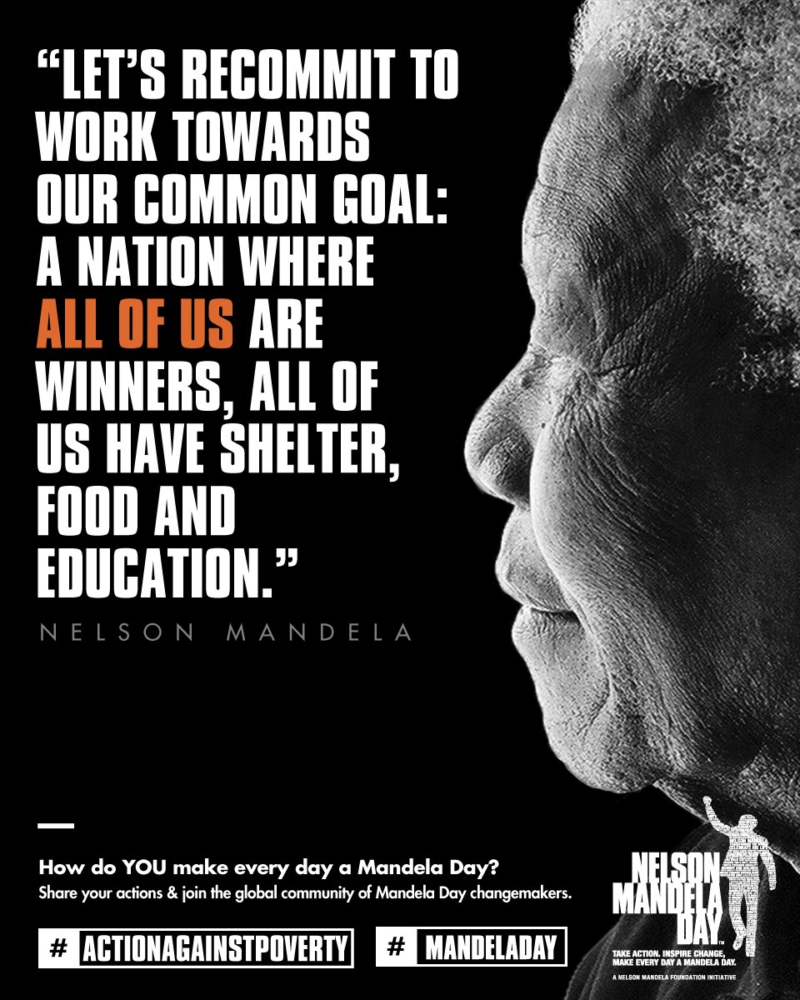 “LET’S RECOMMIT TO
WORK TOWARDS
OUR COMMON GOAL:
A NATION WHERE
ALL OF US ARE
WINNERS, ALL OF
US HAVE SHELTER,
FOOD AND
EDUCATION.”
NELSON MANDELA
How do YOU make every day a Mandela Day?
Share your actions & join the global community of Mandela Day changemakers.
# ACTIONAGAINSTPOVERTY
# MANDELADAY
NELSON
MANDELA
DAY™
TAKE ACTION. INSPIRE CHANGE,
MAKE EVERY DAY A MANDELA DAY.
A NELSON MANDELA FOUNDATION INITIATIVE